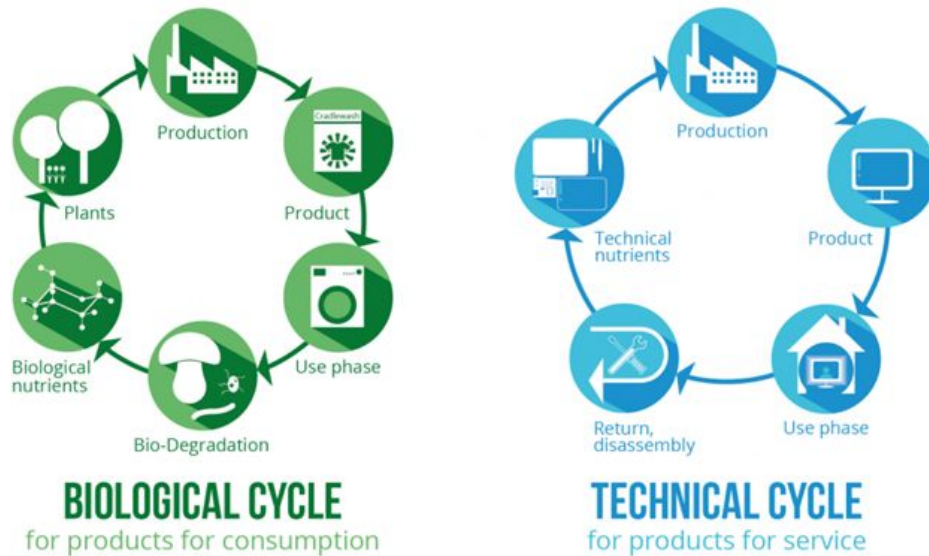 Production
Cradlewash
Product
Use phase
Bio-Degradation
Biological
nutrients
Plants
BIOLOGICAL CYCLE
for products for consumption
Production
Product
Use phase
Return,
disassembly
Technical
nutrients
TECHNICAL CYCLE
for products for service